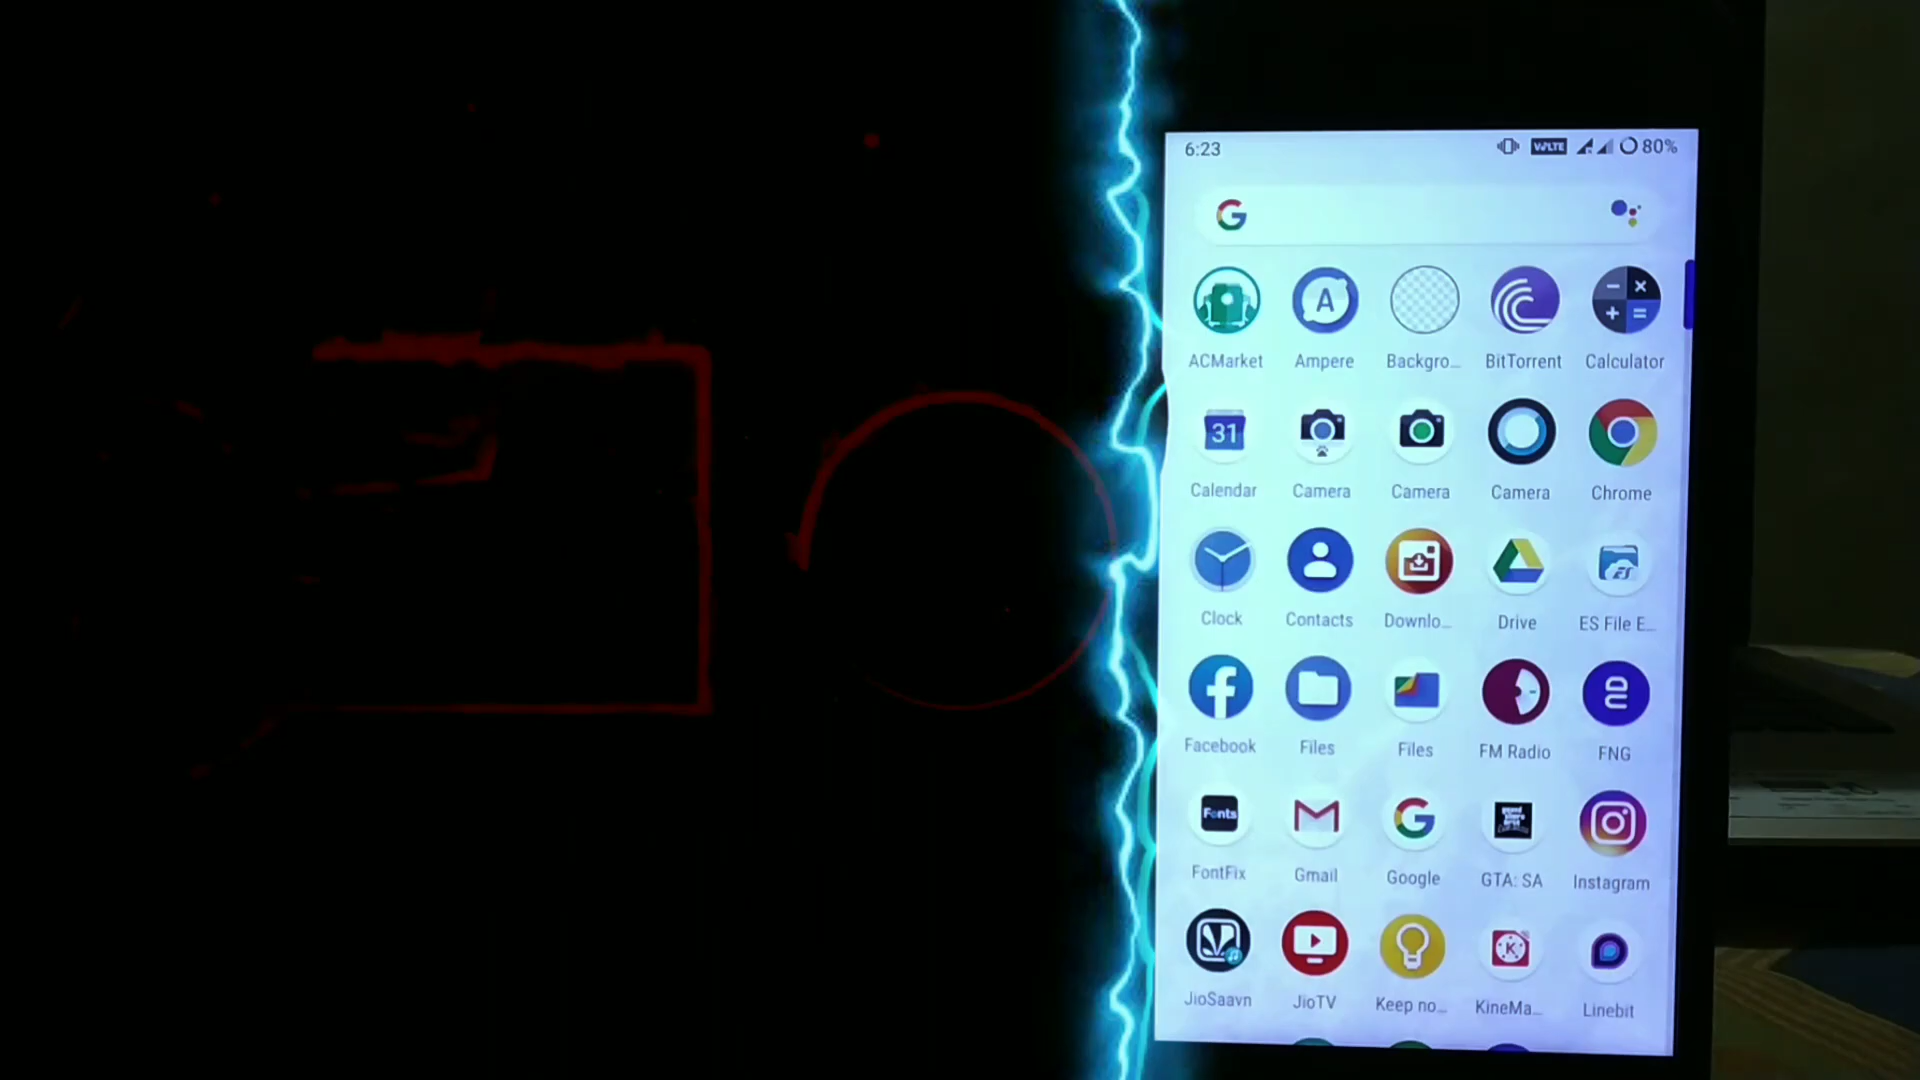 6:23 VoLTE 80%
G
A
ACMarket Ampere Backgro... BitTorrent Calculator
31
Calendar Camera Camera Camera Chrome
ES
Clock Contacts Downlo... Drive ES File E...
Facebook Files Files FM Radio FNG
Fonts
FontFix Gmail Google GTA: SA Instagram
K
JioSaavn JioTV Keep no... KineMa... Linebit